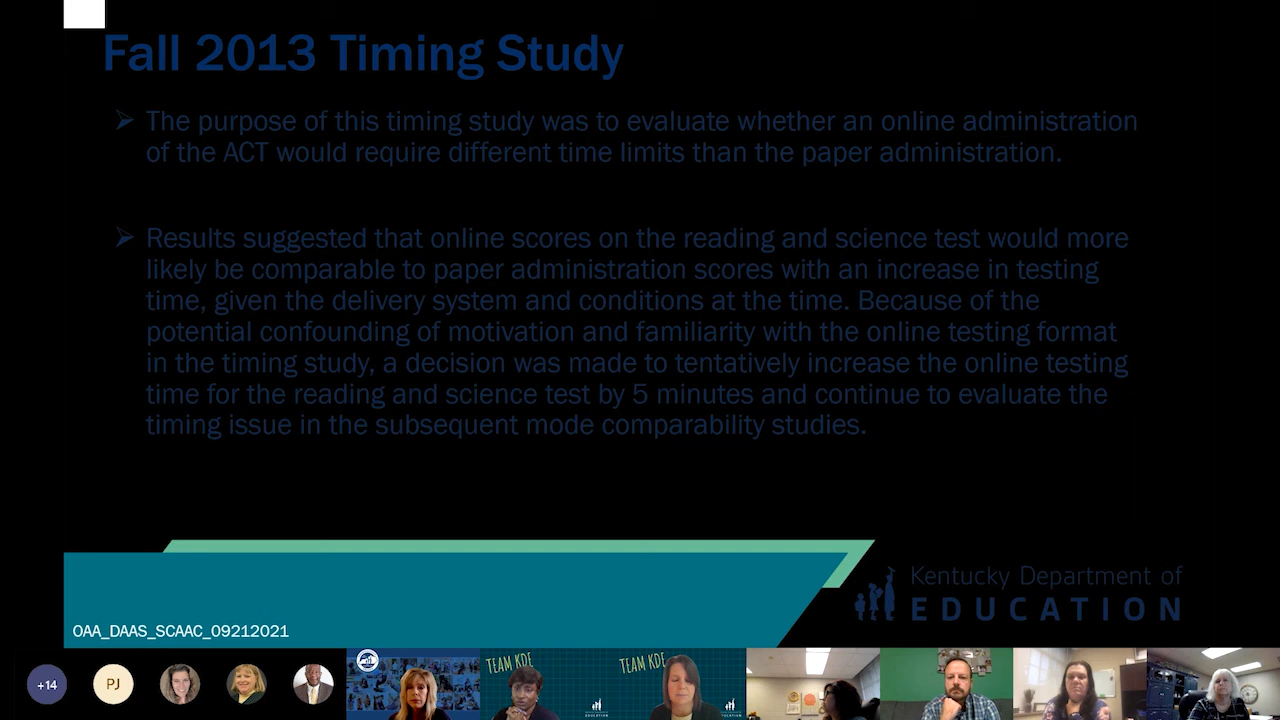 Fall 2013 Timing Study
The purpose of this timing study was to evaluate whether an online administration
of the ACT would require different time limits than the paper administration.
Results suggested that online scores on the reading and science test would more
likely be comparable to paper administration scores with an increase in testing
time, given the delivery system and conditions at the time. Because of the
potential confounding of motivation and familiarity with the online testing format
in the timing study, a decision was made to tentatively increase the online testing
time for the reading and science test by 5 minutes and continue to evaluate the
timing issue in the subsequent mode comparability studies.
Kentucky Department of
EDUCATION
OAA_DAAS_SCAAC_09212021
+14
PJ
TEAM KDE
TEAM KDE
EDUCATION